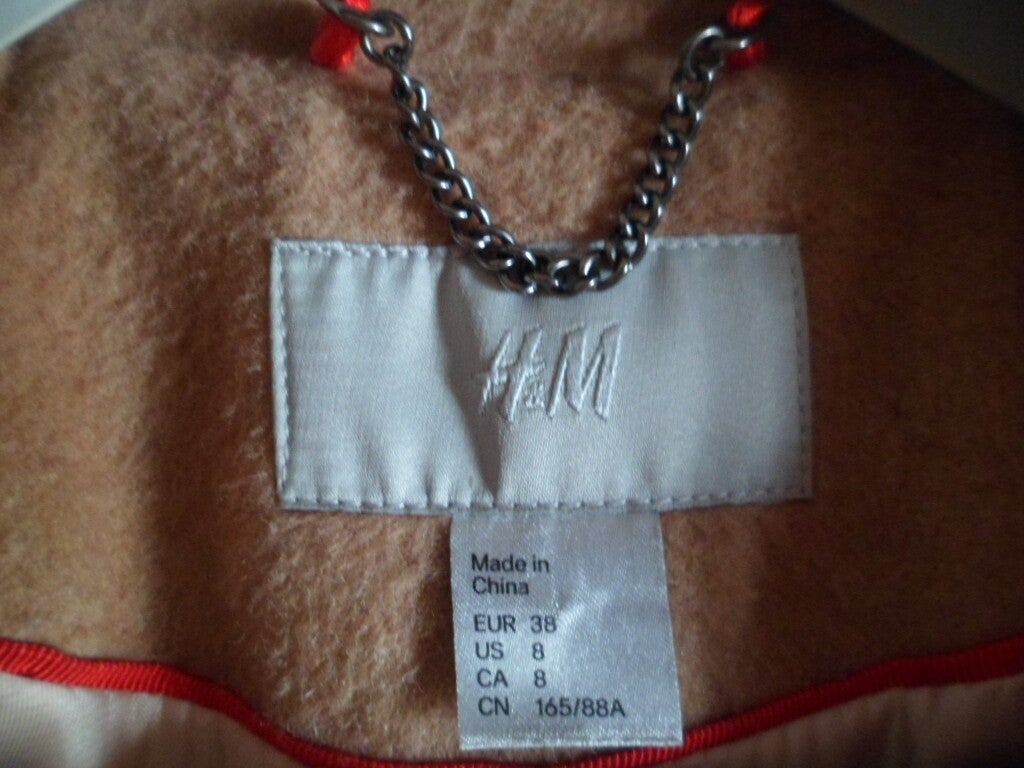 H&M
Made in
China
EUR 38
US 8
CA 8
CN 165/88A